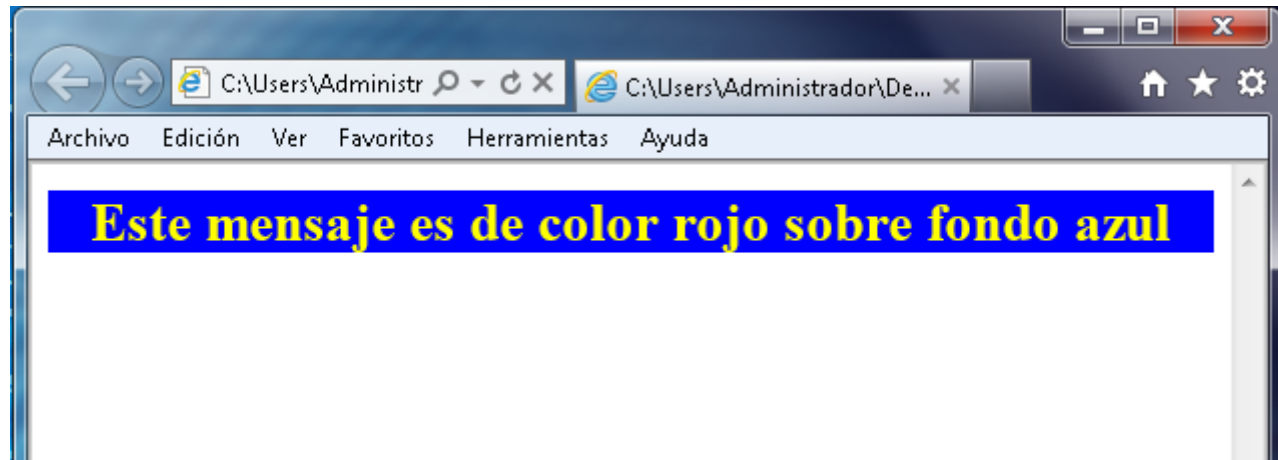 C:\Users\Administr
C:\Users\Administrador\De...
Archivo Edición Ver Favoritos Herramientas Ayuda
Este mensaje es de color rojo sobre fondo azul